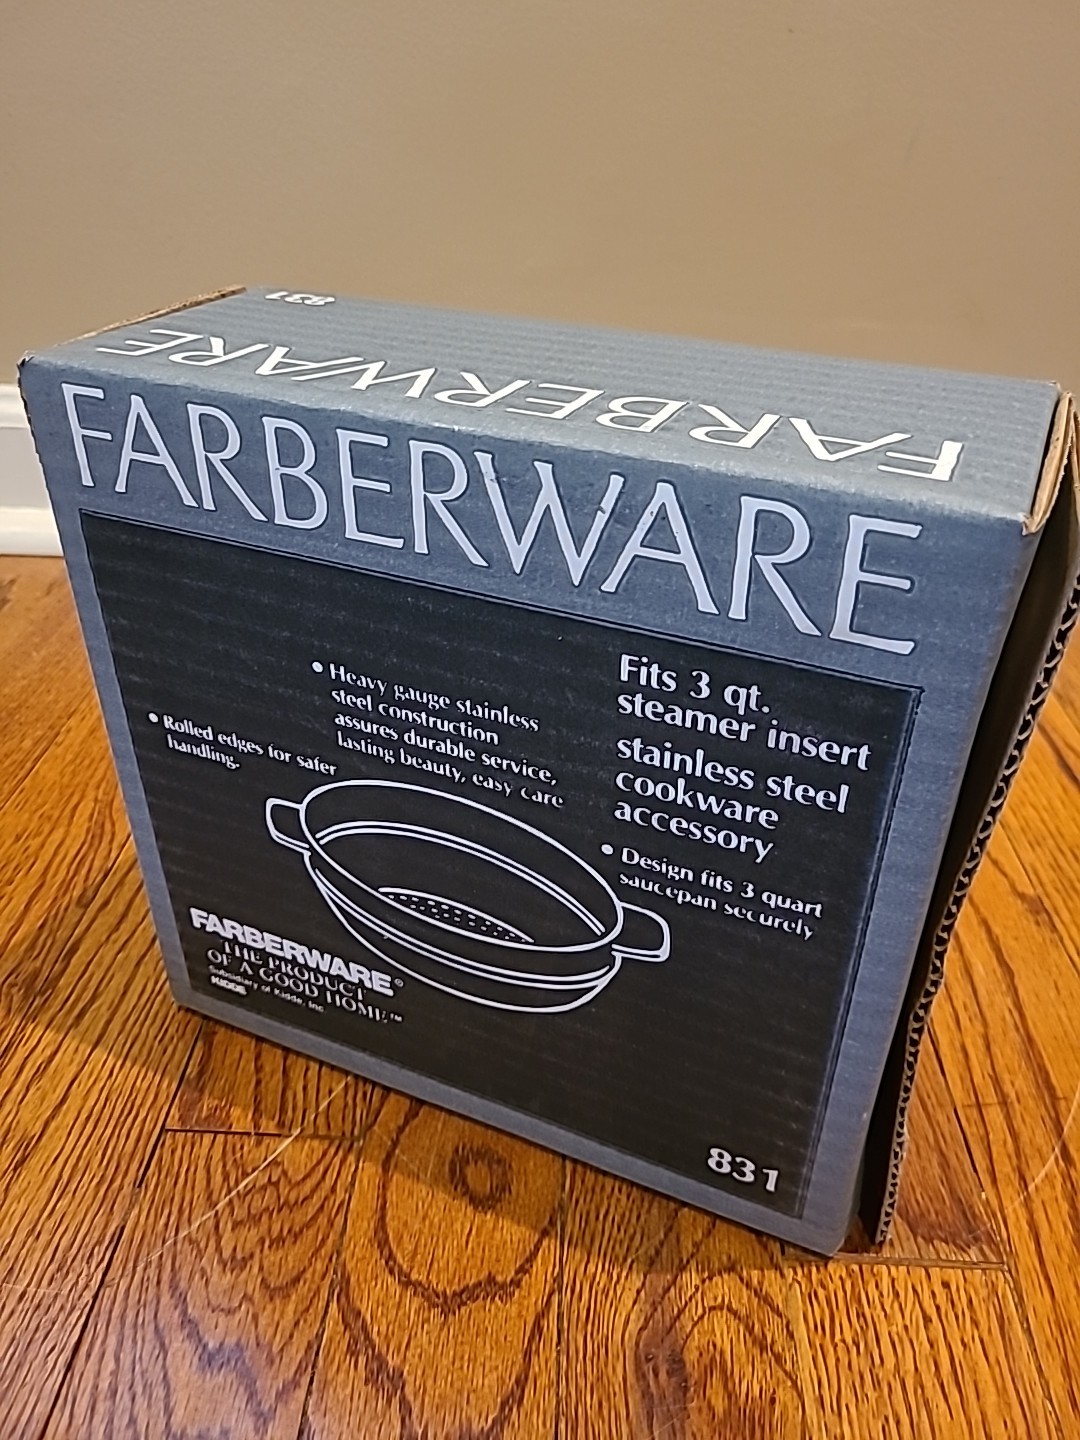 831
FARBERWARE
FARBERWARE
Fits 3 qt.
steamer insert
stainless steel
cookware
accessory
• Design fits 3 quart
saucepan securely
• Heavy gauge stainless
steel construction
assures durable service,
lasting beauty, easy care
• Rolled edges for safer
handling.
FARBERWARE®
THE PRODUCT
OF A GOOD HOME™
Subsidiary of Kidde, Inc.
KIDDE
831